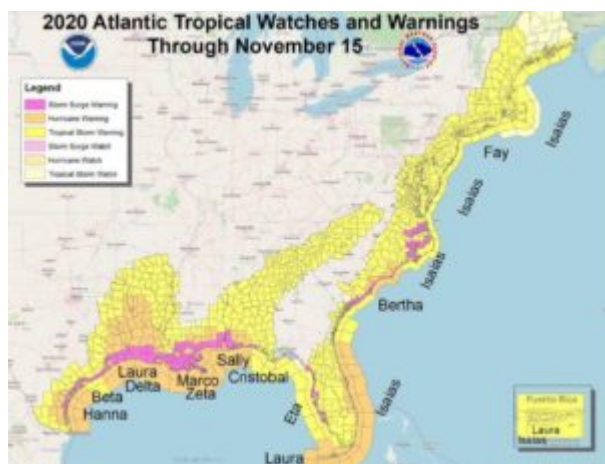 2020 Atlantic Tropical Watches and Warnings
Through November 15
Legend
Storm Surge Warning
Hurricane Warning
Tropical Storm Warning
Storm Surge Watch
Hurricane Watch
Tropical Storm Watch
Isaias
Fay
Isaias
Isaias
Bertha
Sally
Cristobal
Laura
Delta
Marco
Zeta
Beta
Hanna
Eta
Isaias
Laura
Puerto Rico
Laura
Isaias